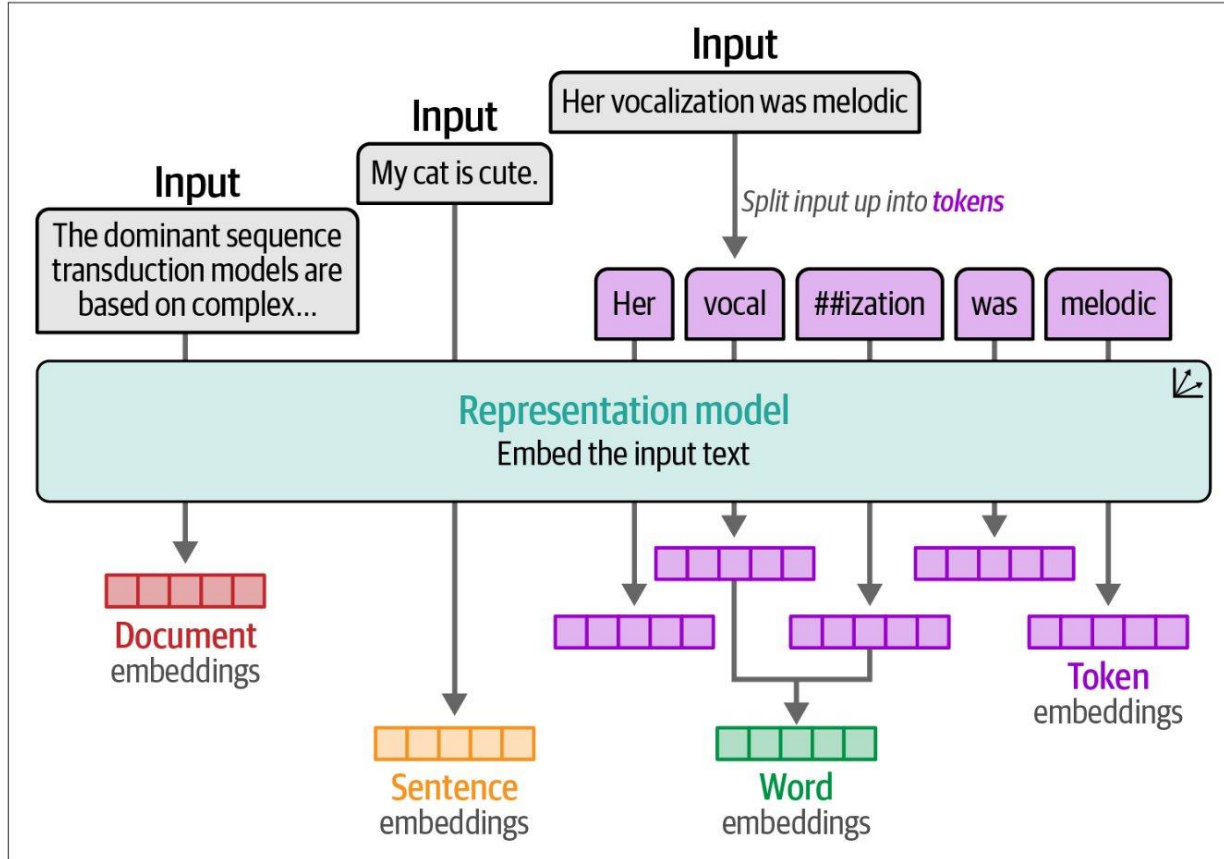 Input
Her vocalization was melodic
Input
My cat is cute.
Input
The dominant sequence
transduction models are
based on complex...
Split input up into tokens
Her
vocal
##ization
was
melodic
Representation model
Embed the input text
Document
embeddings
Sentence
embeddings
Word
embeddings
Token
embeddings